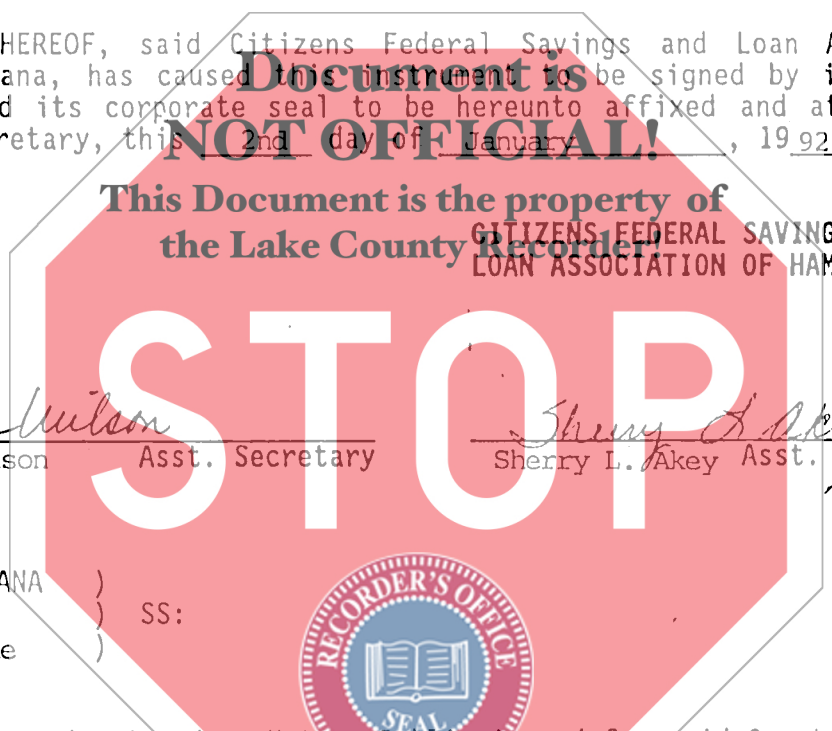 HEREOF, said Citizens Federal Savings and Loan A
ana, has caused this instrument to be signed by i
d its corporate seal to be hereunto affixed and at
retary, this 2nd day of January, 19 92
Document is
NOT OFFICIAL!
This Document is the property of
the Lake County Recorder!
CITIZENS FEDERAL SAVING
LOAN ASSOCIATION OF HAM
STOP
Wilson
Sherry L Ake
son Asst. Secretary
Sherry L. Akey Asst.
ANA )
) SS:
e )
RECORDER'S OFFICE
SEAL